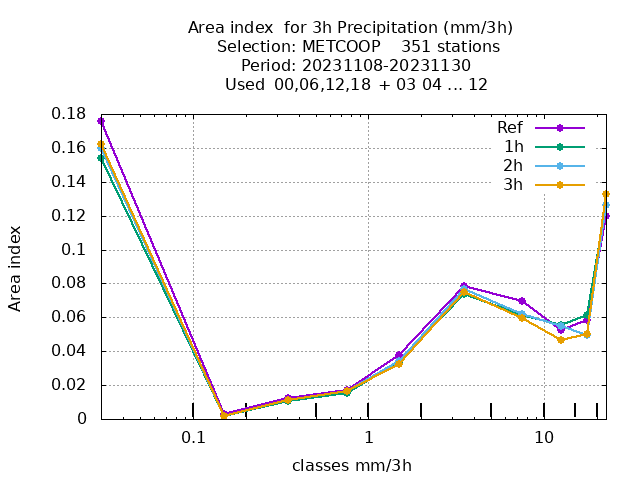 Area index  for 3h Precipitation (mm/3h)
Selection: METCOOP    351 stations
Period: 20231108-20231130
Used  00,06,12,18  + 03 04 ... 12
Ref
1h
2h
3h
0.18
0.16
0.14
0.12
0.1
0.08
0.06
0.04
0.02
0
Area index
0.1
1
10
classes mm/3h